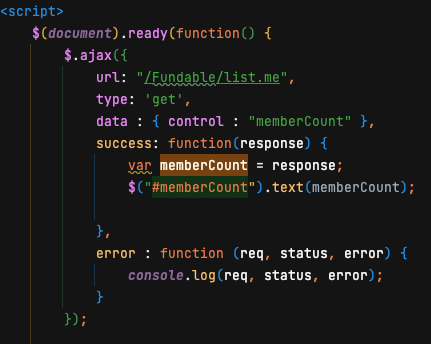 <script>
$(document).ready(function() {
$.ajax({
url: "/Fundable/list.me",
type: 'get',
data : { control : "memberCount" },
success: function(response) {
var memberCount = response;
$("#memberCount").text(memberCount);
},
error : function (req, status, error) {
console.log(req, status, error);
}
});